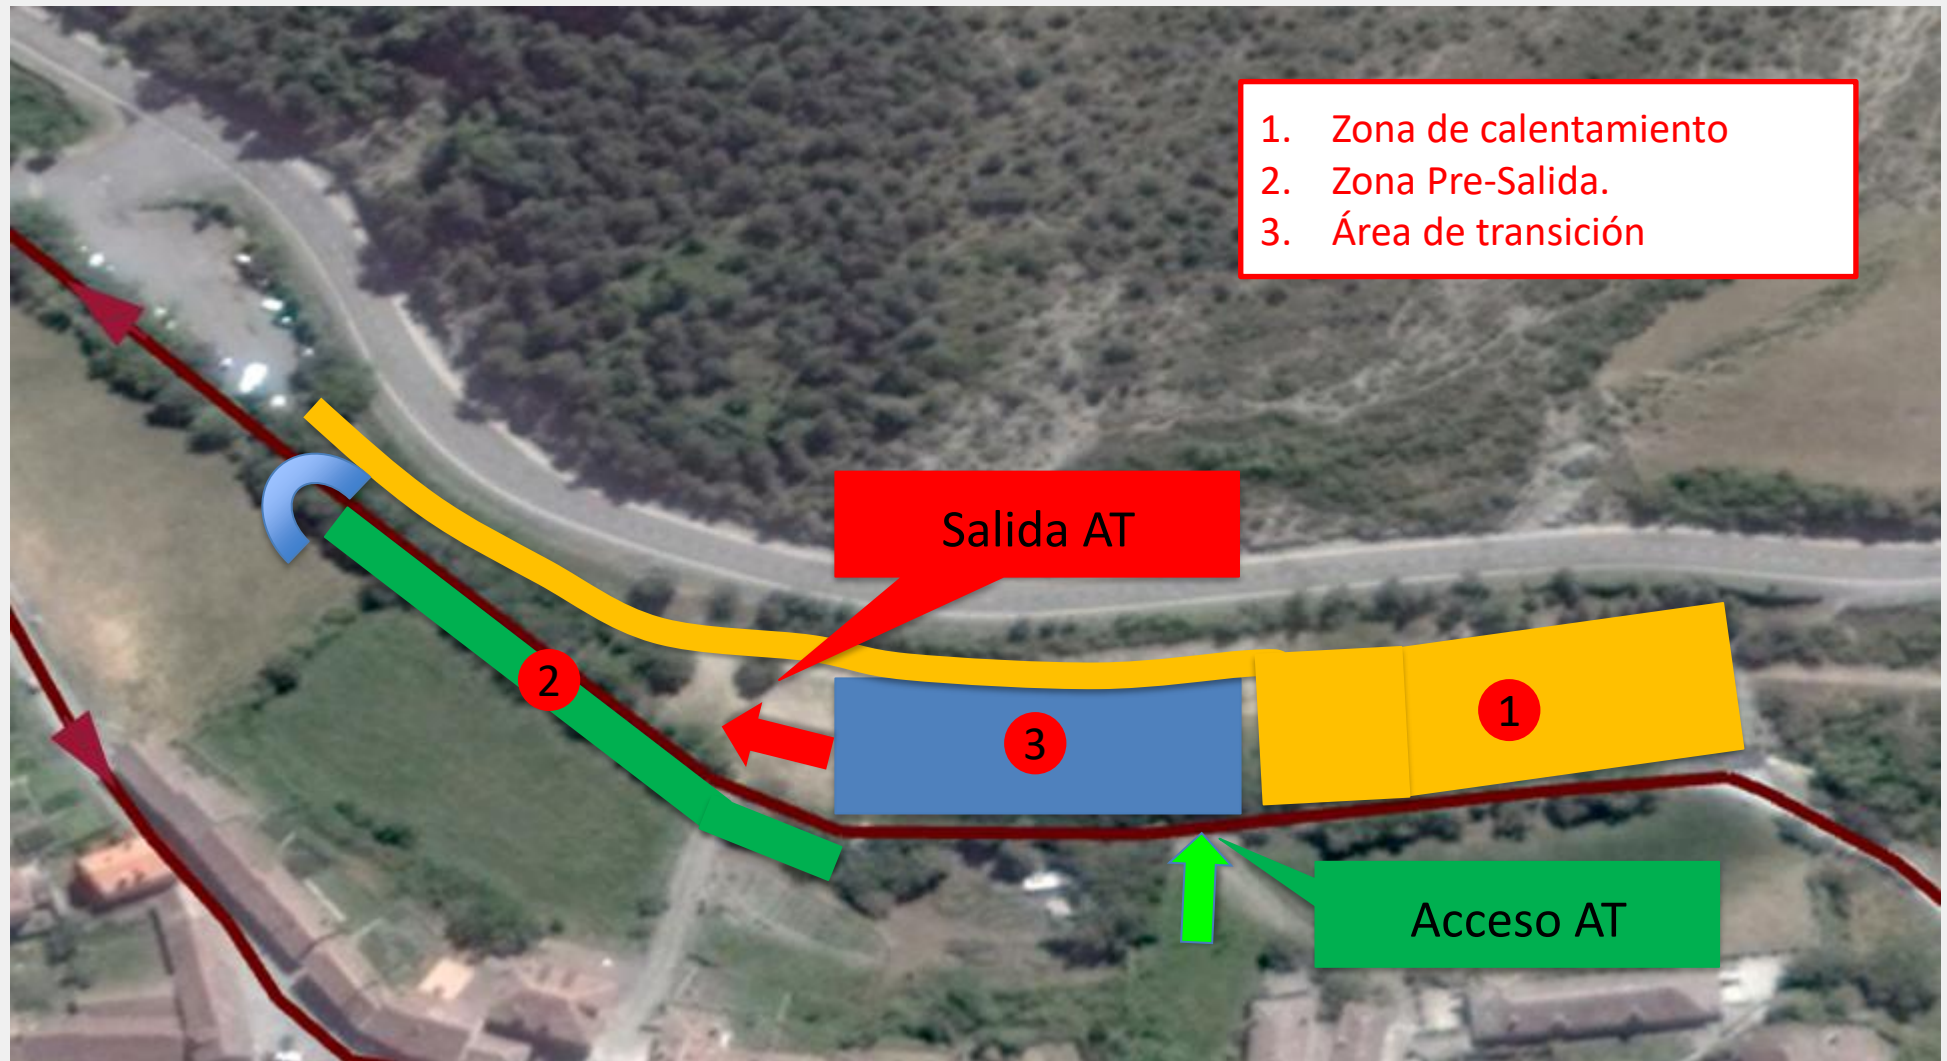 1. Zona de calentamiento
2. Zona Pre-Salida.
3. Área de transición
Salida AT
2
3
1
Acceso AT